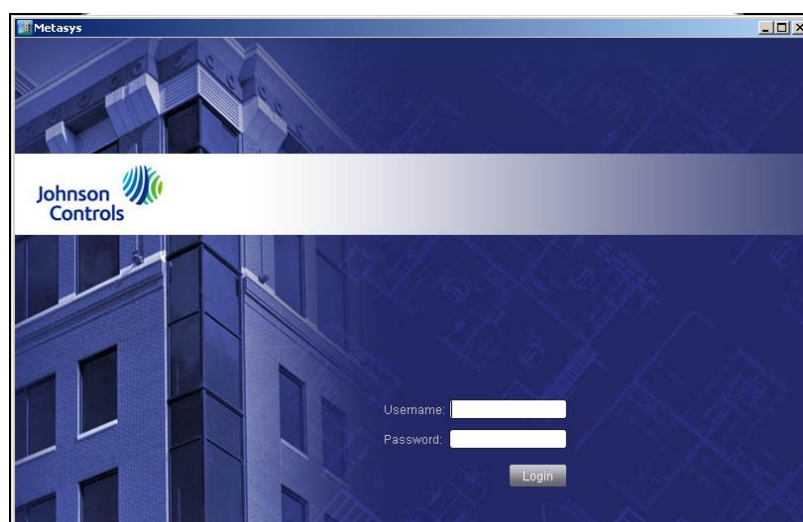 Metasys
Johnson
Controls
Username:
Password:
Login